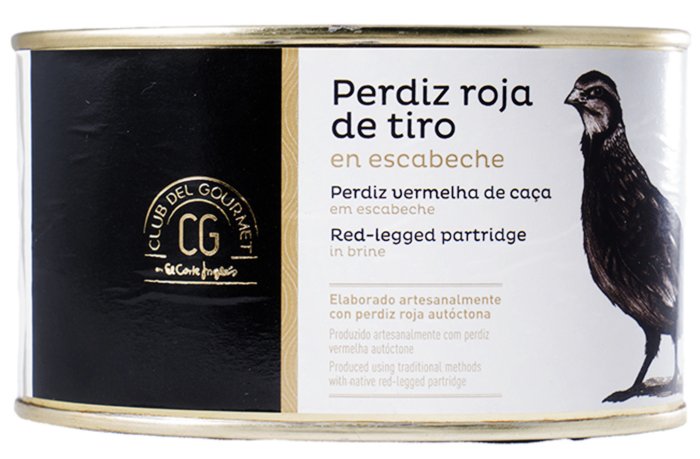 CLUB DEL GOURMET
CG
en El Corte Inglés
Perdiz roja
de tiro
en escabeche
Perdiz vermelha de caça
em escabeche
Red-legged partridge
in brine
Elaborado artesanalmente
con perdiz roja autóctona
Produzido artesanalmente com perdiz
vermelha autóctone
Produced using traditional methods
with native red-legged partridge